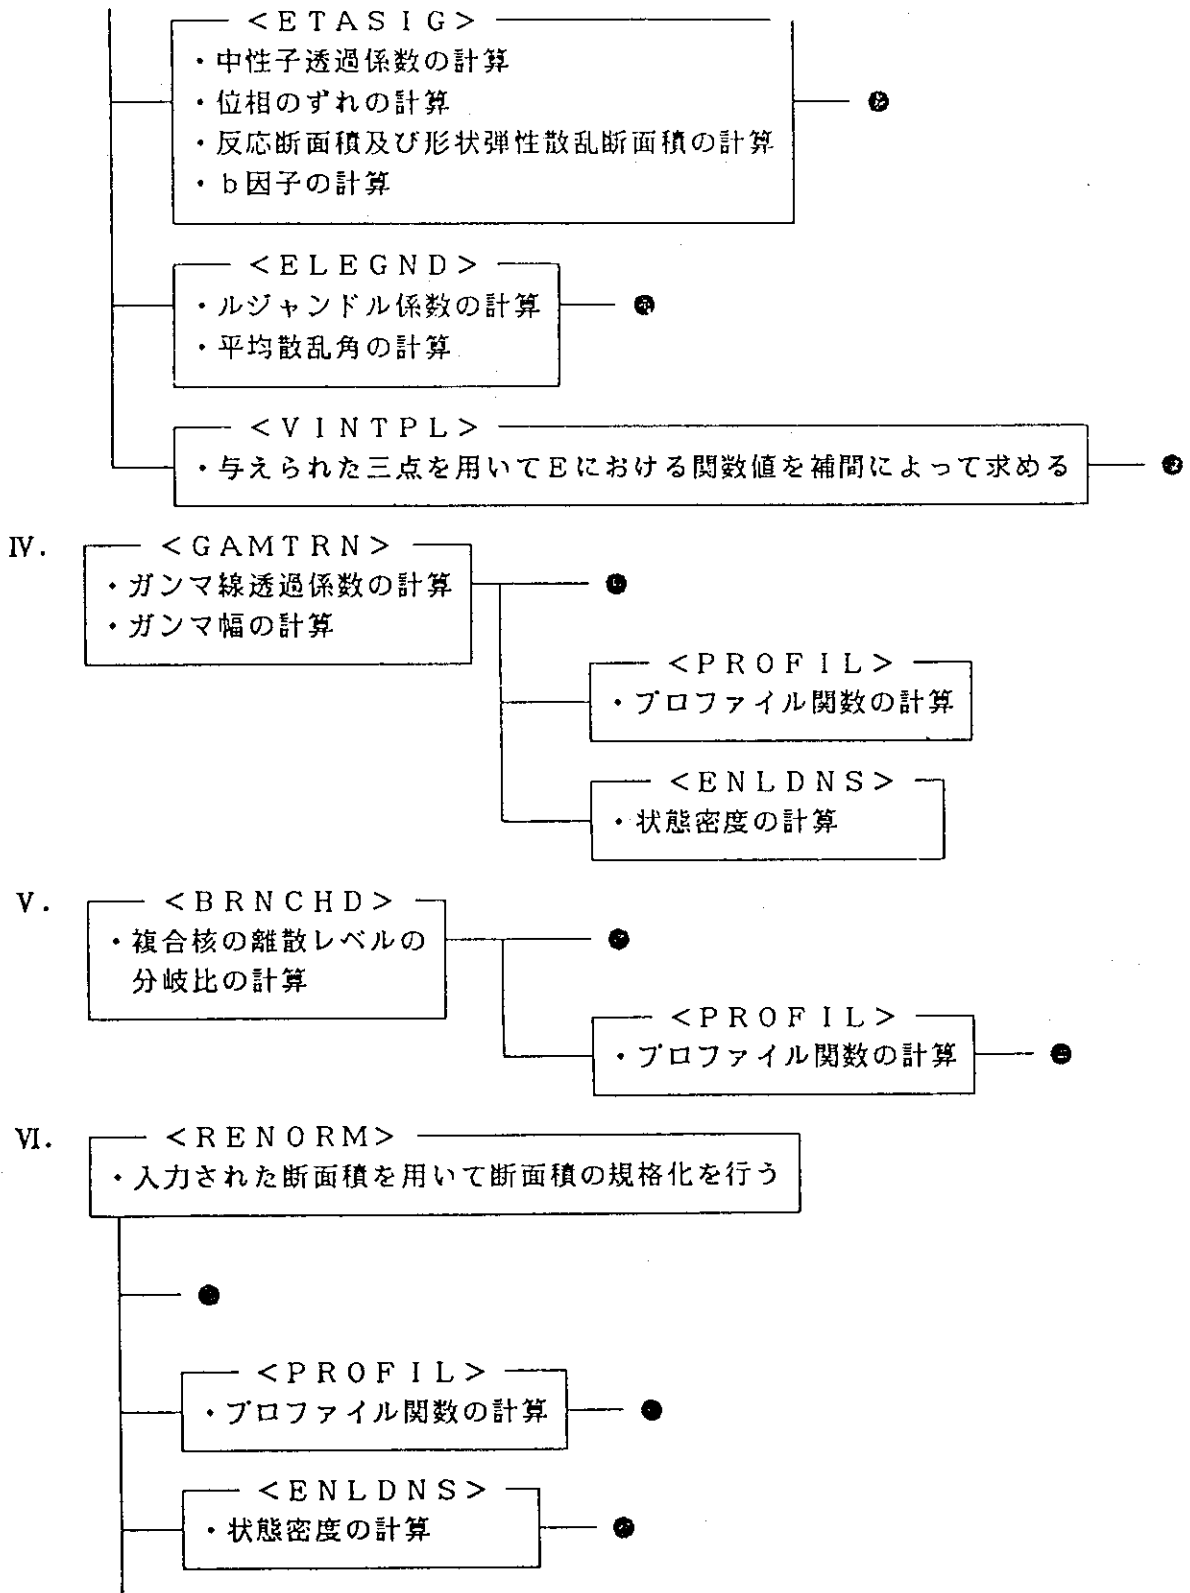 <ETASIG>
・中性子透過係数の計算
・位相のずれの計算
・反応断面積及び形状弾性散乱断面積の計算
・b因子の計算
<ELEGND>
・ルジャンドル係数の計算
・平均散乱角の計算
<VINTPL>
・与えられた三点を用いてEにおける関数値を補間によって求める
Ⅳ.
<GAMTRN>
・ガンマ線透過係数の計算
・ガンマ幅の計算
<PROFIL>
・プロファイル関数の計算
<ENLDNS>
・状態密度の計算
Ⅴ.
<BRNCHD>
・複合核の離散レベルの
分岐比の計算
<PROFIL>
・プロファイル関数の計算
Ⅵ.
<RENORM>
・入力された断面積を用いて断面積の規格化を行う
<PROFIL>
・プロファイル関数の計算
<ENLDNS>
・状態密度の計算